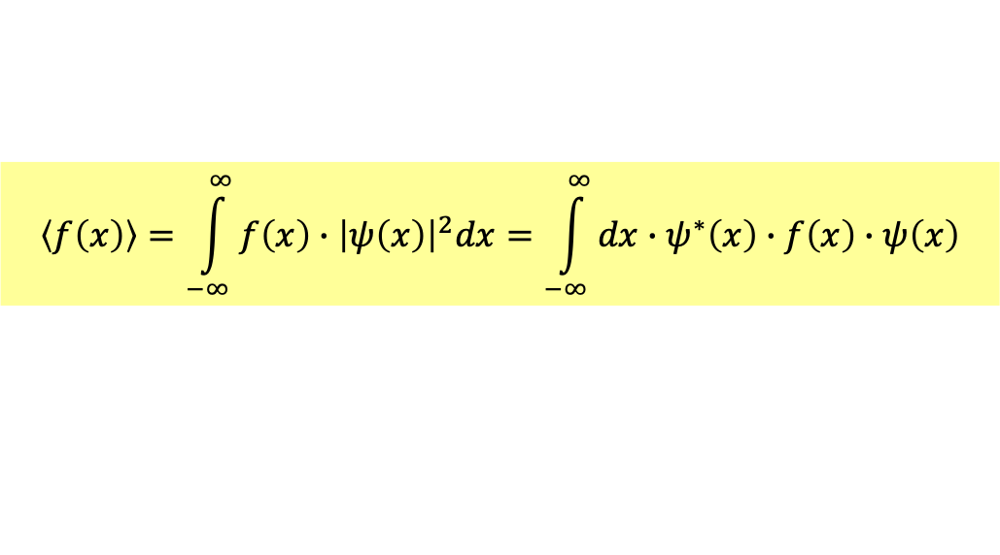 ⟨f(x)⟩ = ∫_{−∞}^{∞} f(x) · |ψ(x)|² dx = ∫_{−∞}^{∞} dx · ψ*(x) · f(x) · ψ(x)